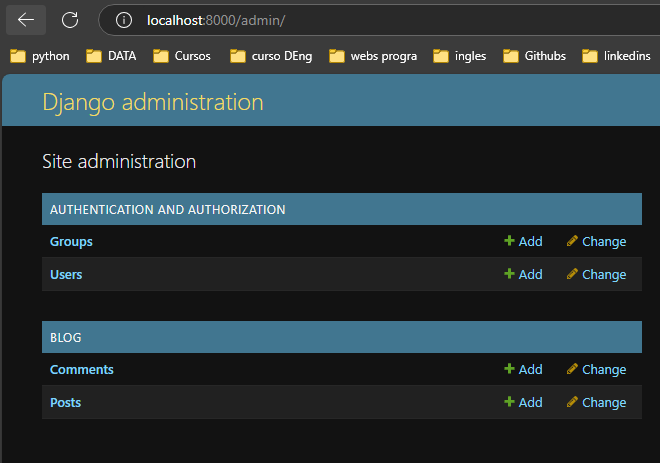 localhost:8000/admin/
python DATA Cursos curso DEng webs progra ingles Githubs linkedins
Django administration
Site administration
AUTHENTICATION AND AUTHORIZATION
Groups Add Change
Users Add Change
BLOG
Comments Add Change
Posts Add Change